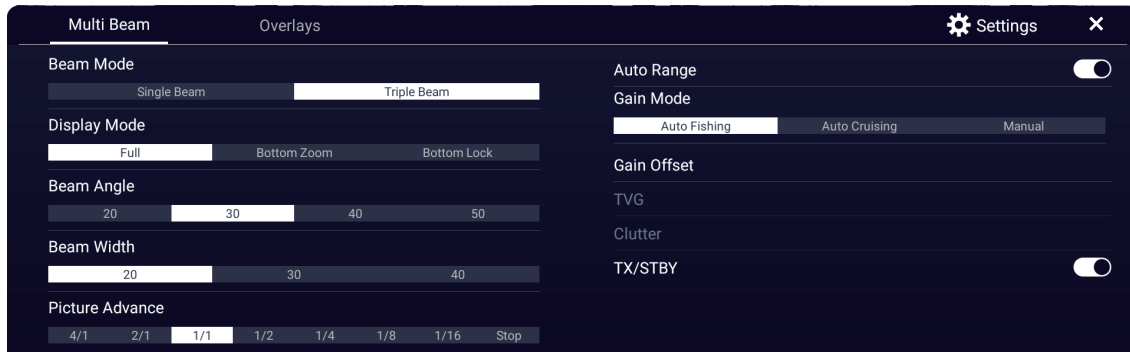 Multi Beam
Overlays
Settings
Beam Mode
Single Beam
Triple Beam
Display Mode
Full
Bottom Zoom
Bottom Lock
Beam Angle
20
30
40
50
Beam Width
20
30
40
Picture Advance
4/1
2/1
1/1
1/2
1/4
1/8
1/16
Stop
Auto Range
Gain Mode
Auto Fishing
Auto Cruising
Manual
Gain Offset
TVG
Clutter
TX/STBY